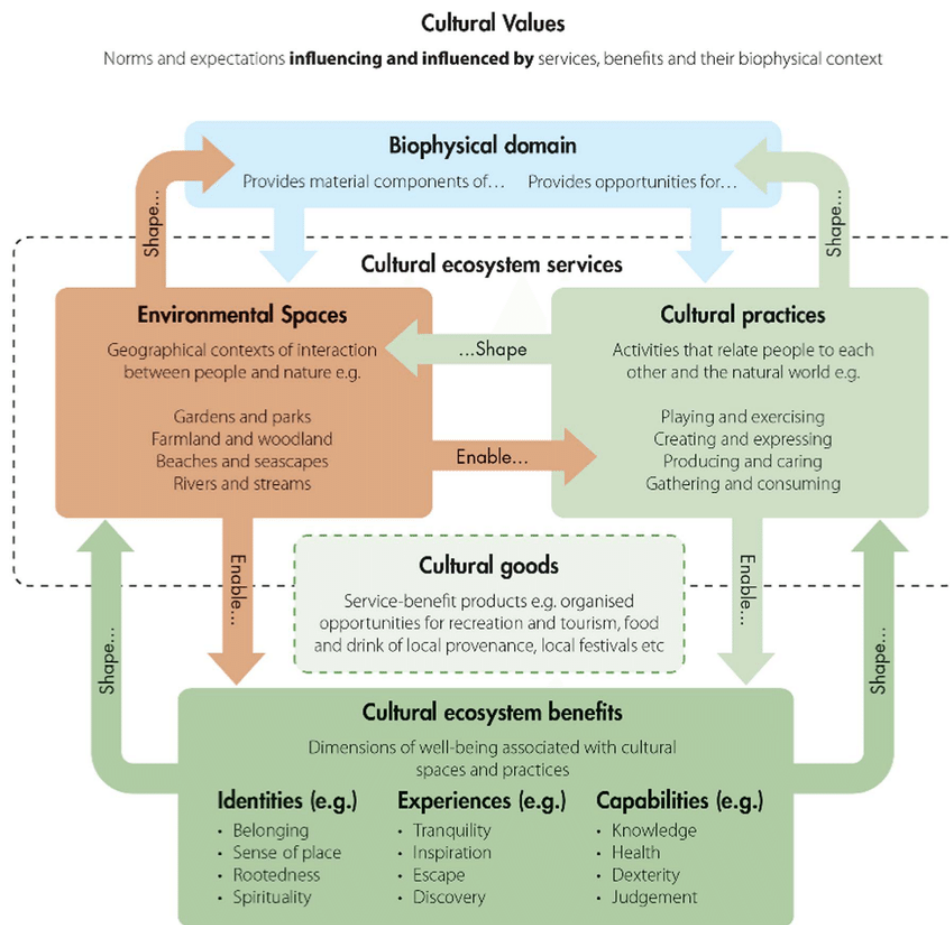 Cultural Values
Norms and expectations influencing and influenced by services, benefits and their biophysical context
Biophysical domain
Provides material components of… Provides opportunities for…
Shape…
Shape…
Cultural ecosystem services
Environmental Spaces
Geographical contexts of interaction
between people and nature e.g.
Gardens and parks
Farmland and woodland
Beaches and seascapes
Rivers and streams
…Shape
Enable…
Cultural practices
Activities that relate people to each
other and the natural world e.g.
Playing and exercising
Creating and expressing
Producing and caring
Gathering and consuming
Enable…
Enable…
Cultural goods
Service-benefit products e.g. organised
opportunities for recreation and tourism, food
and drink of local provenance, local festivals etc
Shape…
Shape…
Cultural ecosystem benefits
Dimensions of well-being associated with cultural
spaces and practices
Identities (e.g.)
• Belonging
• Sense of place
• Rootedness
• Spirituality
Experiences (e.g.)
• Tranquility
• Inspiration
• Escape
• Discovery
Capabilities (e.g.)
• Knowledge
• Health
• Dexterity
• Judgement